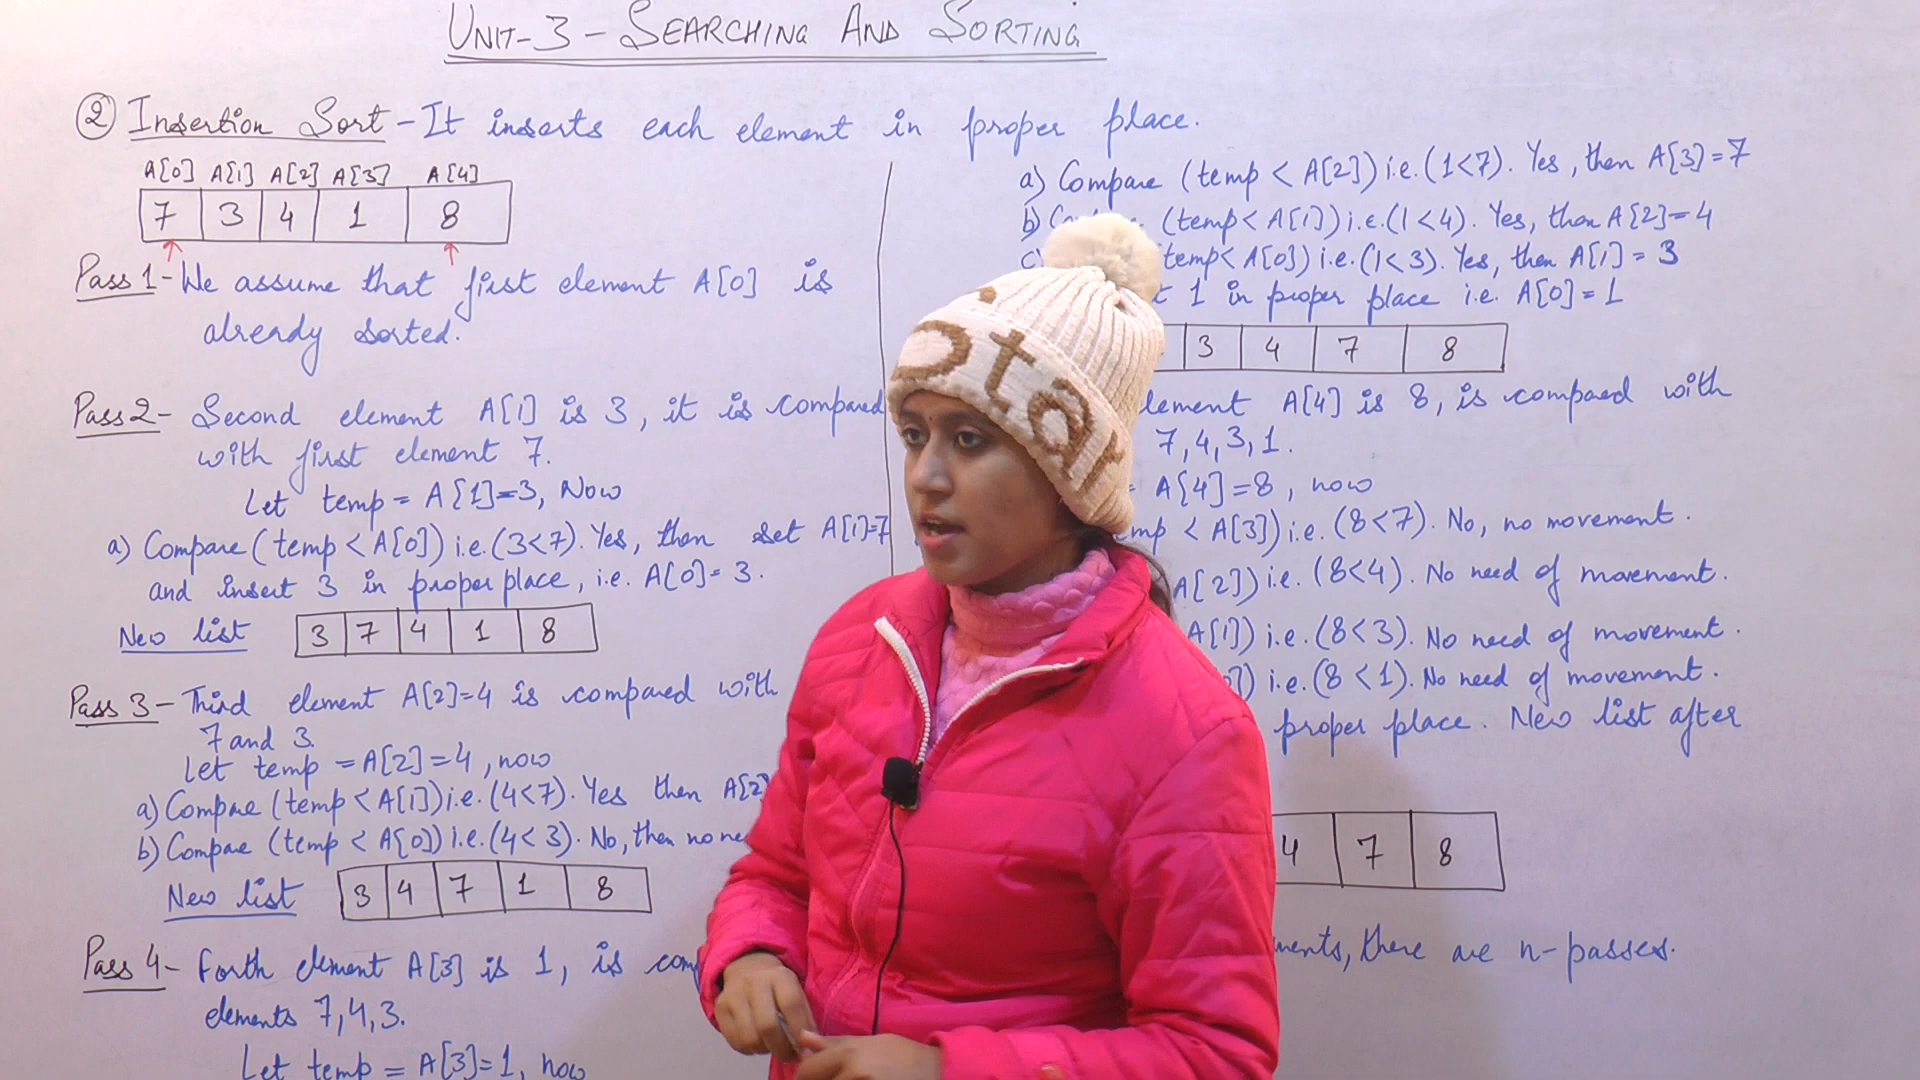 UNIT-3 - SEARCHING AND SORTING
② Insertion Sort - It inserts each element in proper place.
A[0] A[1] A[2] A[3] A[4]
7 3 4 1 8
Pass 1 - We assume that first element A[0] is
already sorted.
Pass 2 - Second element A[1] is 3, it is compared
with first element 7.
Let temp = A[1]=3, Now
a) Compare (temp < A[0]) i.e. (3<7). Yes, then set A[1]=7
and insert 3 in proper place, i.e. A[0]= 3.
New list 3 7 4 1 8
Pass 3 - Third element A[2]=4 is compared with
7 and 3.
Let temp = A[2]=4, now
a) Compare (temp < A[1]) i.e. (4<7). Yes then A[2]
b) Compare (temp < A[0]) i.e. (4<3). No, then no
New list 3 4 7 1 8
Pass 4 - Forth element A[3] is 1, is
elements 7,4,3.
Let temp = A[3]=1, now
a) Compare (temp < A[2]) i.e. (1<7). Yes, then A[3]=7
b) (temp < A[1]) i.e. (1<4). Yes, then A[2]=4
c) temp < A[0]) i.e. (1<3). Yes, then A[1]= 3
1 in proper place i.e. A[0]=1
3 4 7 8
element A[4] is 8, is compared with
7,4,3,1.
= A[4]=8, now
< A[3]) i.e. (8<7). No, no movement.
A[2]) i.e. (8<4). No need of movement.
A[1]) i.e. (8<3). No need of movement.
i.e. (8<1). No need of movement.
proper place. New list after
4 7 8
there are n-passes.
ota